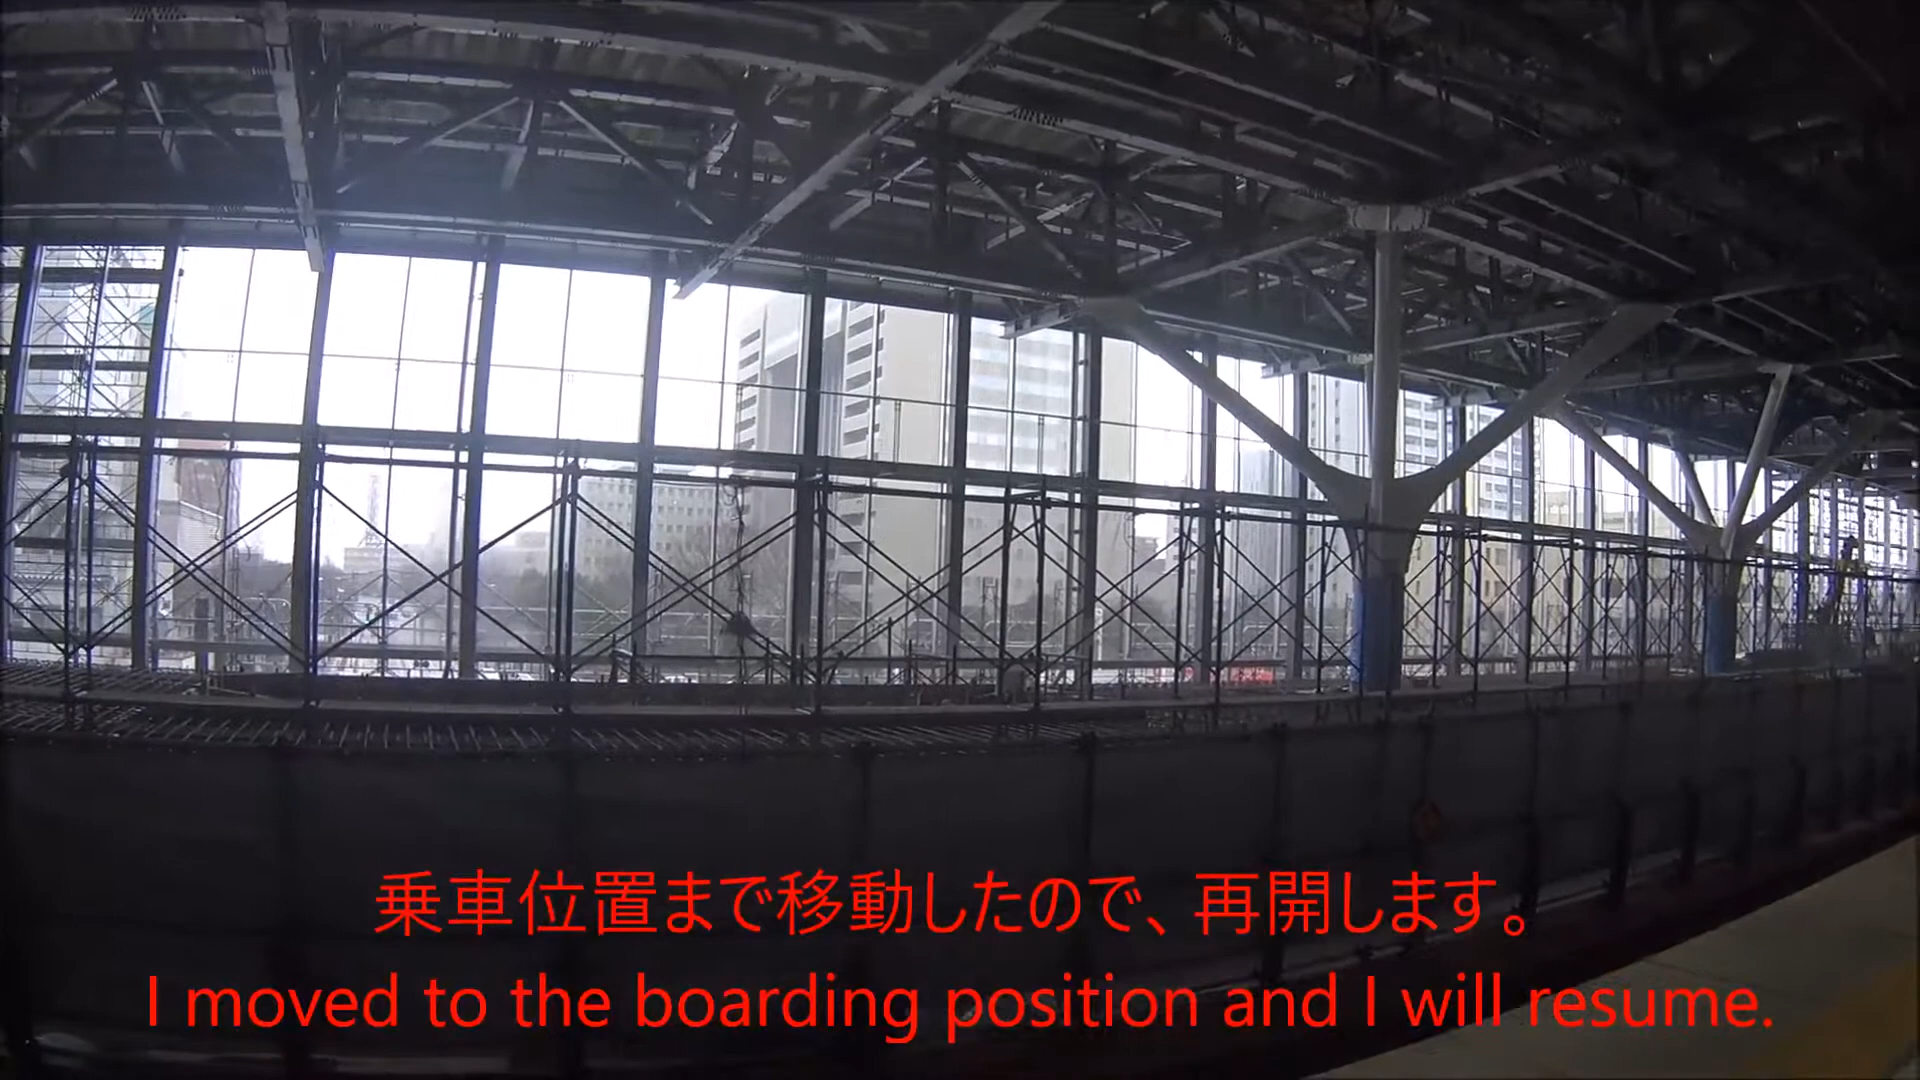 乗車位置まで移動したので、再開します。
I moved to the boarding position and I will resume.